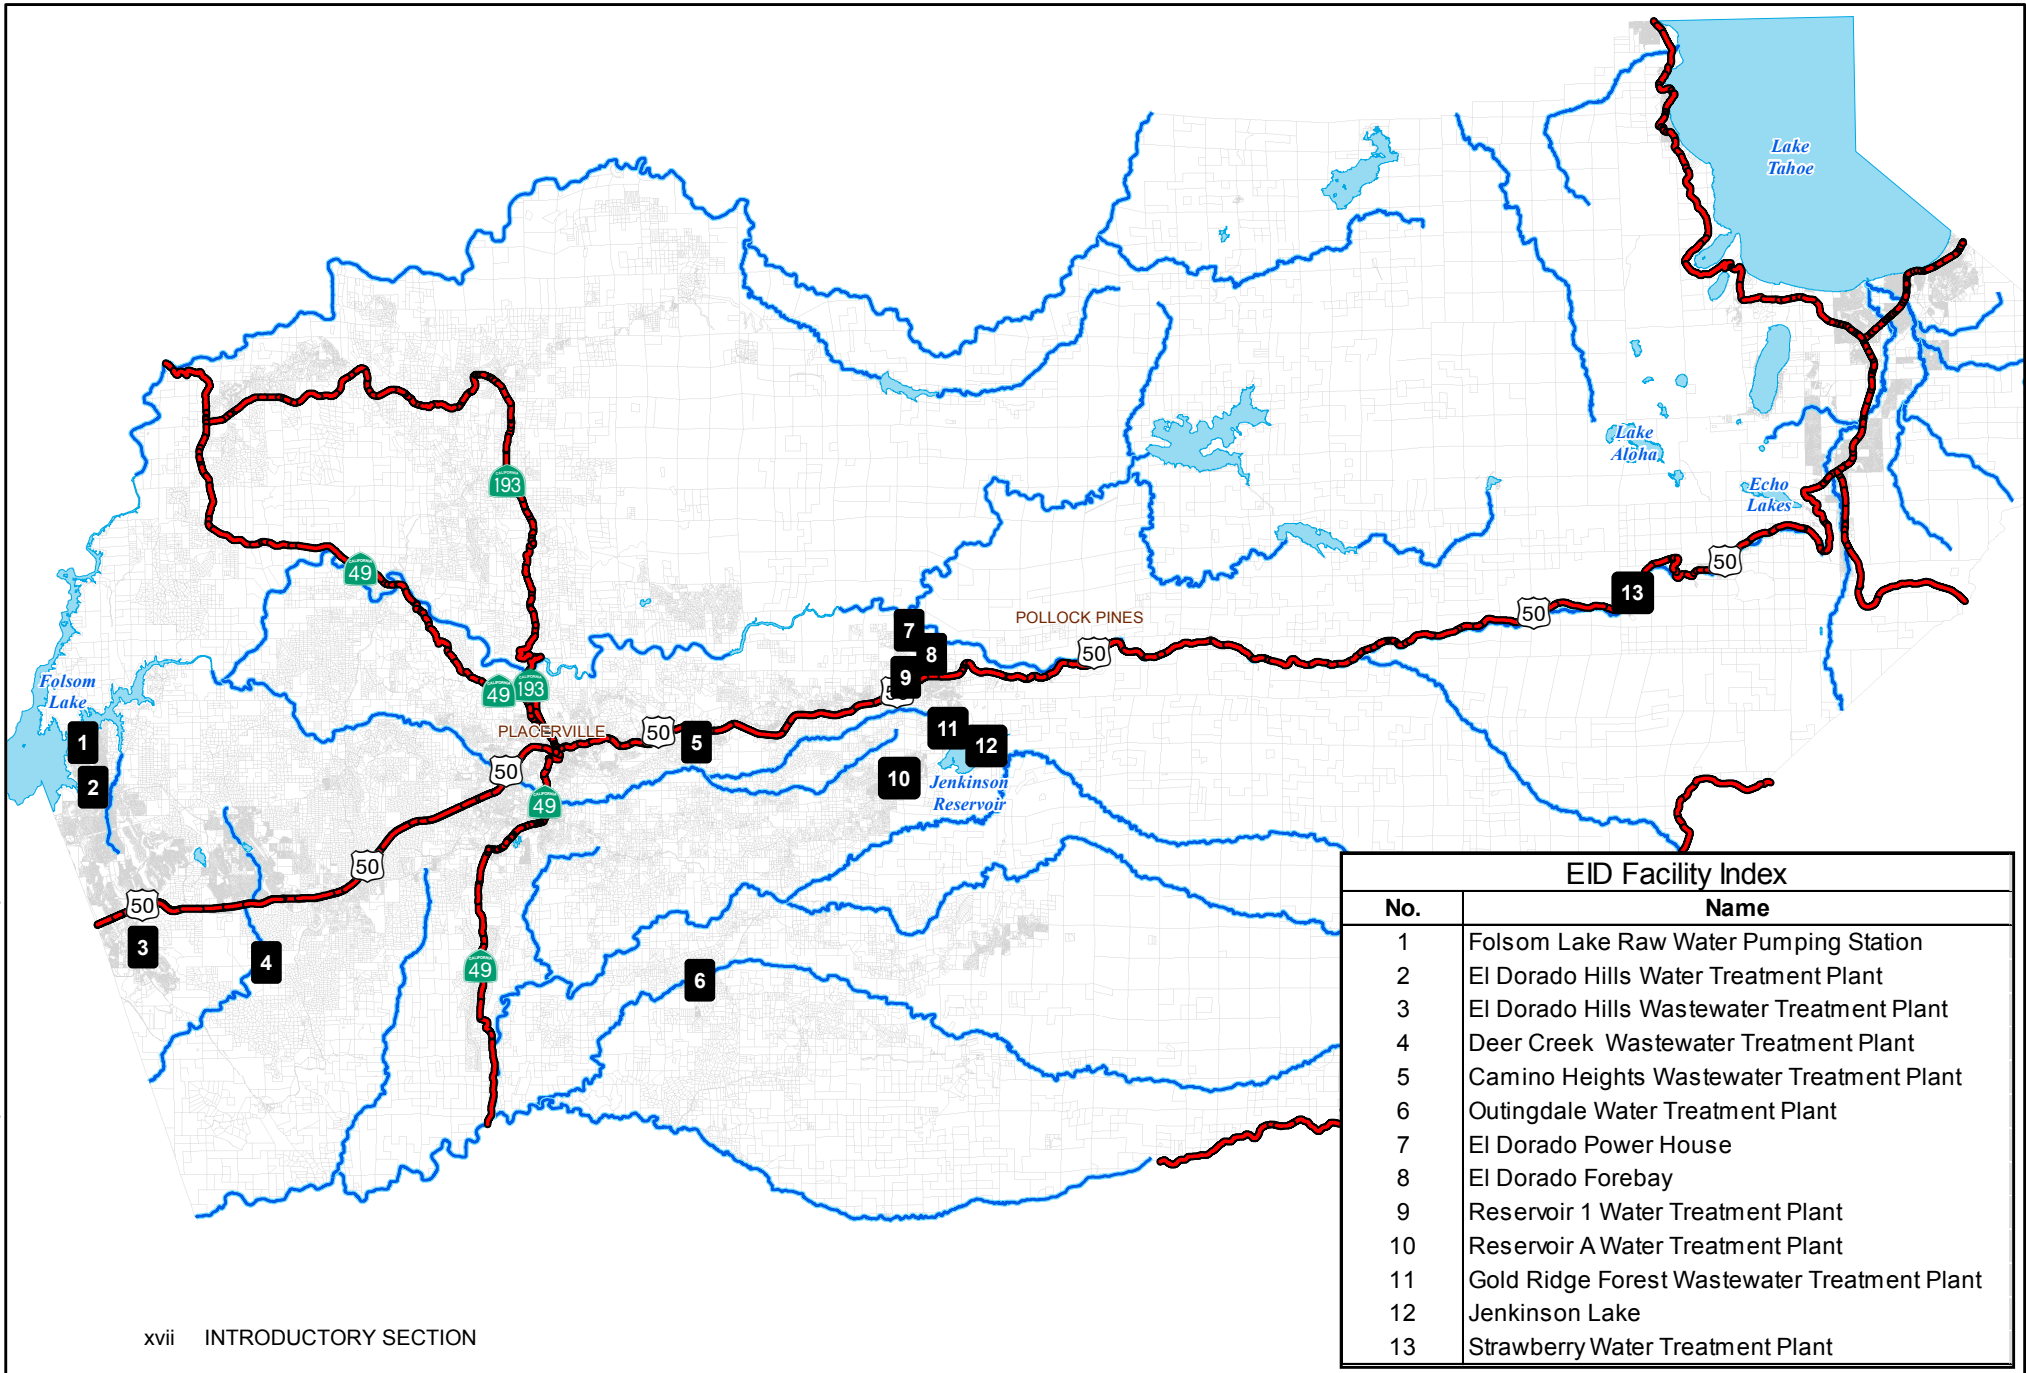 Lake
Tahoe
CALIFORNIA
193
Lake
Aloha
Echo
Lakes
50
CALIFORNIA
49
13
50
7
POLLOCK PINES
8
50
Folsom
Lake
9
CALIFORNIA
49
CALIFORNIA
193
PLACERVILLE
50
5
1
11
12
50
10
Jenkinson
Reservoir
2
CALIFORNIA
49
50
50
3
4
CALIFORNIA
49
6
EID Facility Index
No. Name
1 Folsom Lake Raw Water Pumping Station
2 El Dorado Hills Water Treatment Plant
3 El Dorado Hills Wastewater Treatment Plant
4 Deer Creek Wastewater Treatment Plant
5 Camino Heights Wastewater Treatment Plant
6 Outingdale Water Treatment Plant
7 El Dorado Power House
8 El Dorado Forebay
9 Reservoir 1 Water Treatment Plant
10 Reservoir A Water Treatment Plant
11 Gold Ridge Forest Wastewater Treatment Plant
12 Jenkinson Lake
13 Strawberry Water Treatment Plant
xvii INTRODUCTORY SECTION